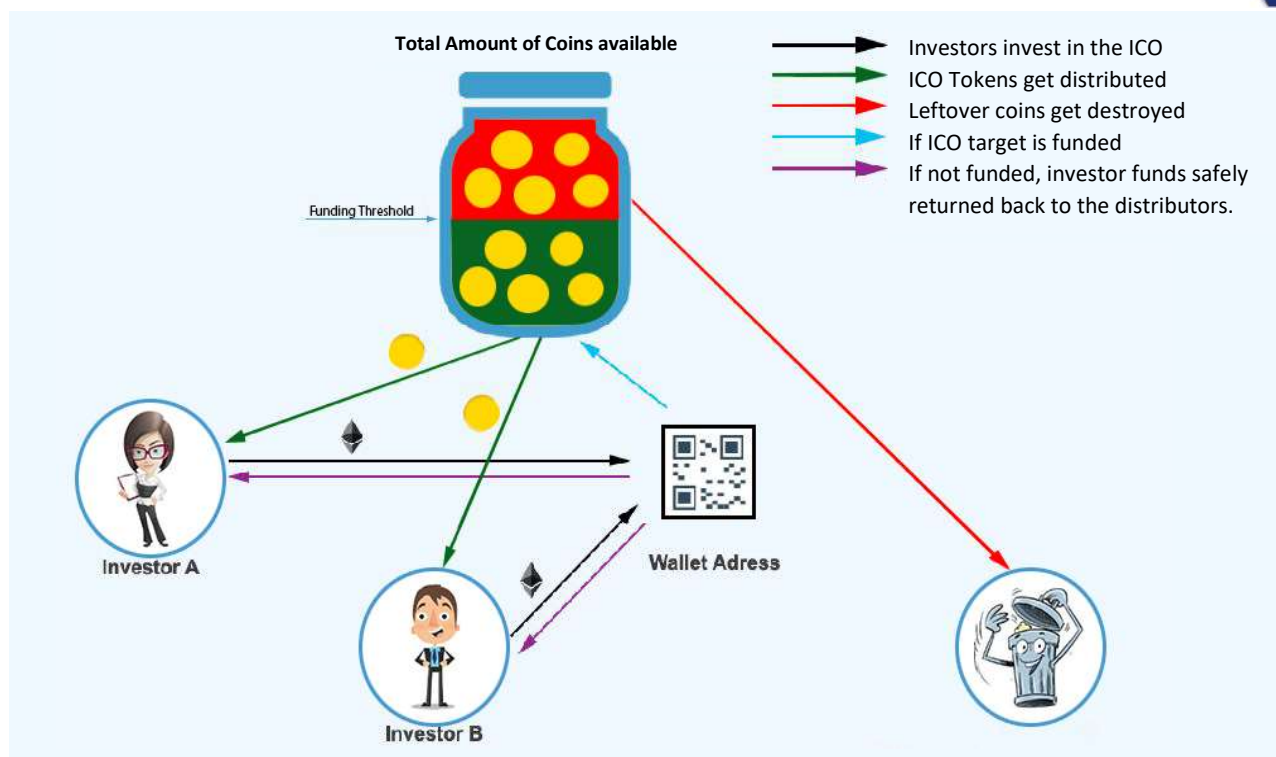 Total Amount of Coins available
Investors invest in the ICO
ICO Tokens get distributed
Leftover coins get destroyed
If ICO target is funded
If not funded, investor funds safely
returned back to the distributors.
Funding Threshold
Investor A
Wallet Adress
Investor B